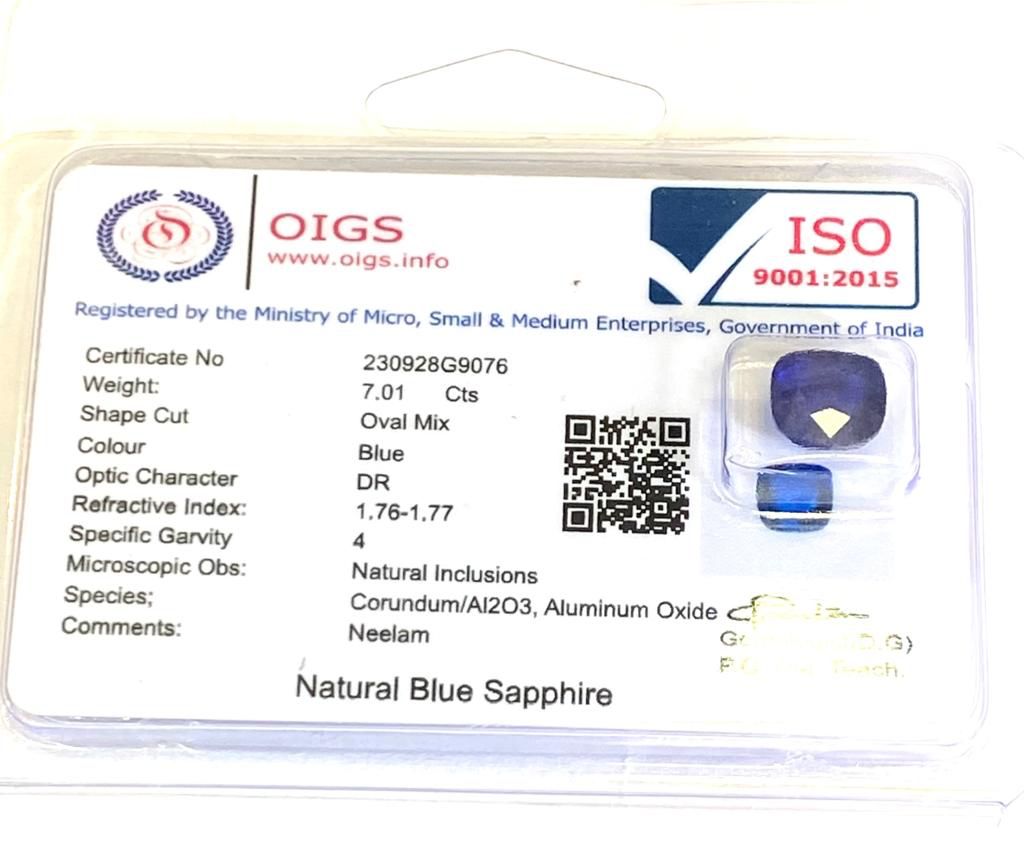 OIGS
www.oigs.info
ISO
9001:2015
Registered by the Ministry of Micro, Small & Medium Enterprises, Government of India
Certificate No 230928G9076
Weight: 7.01 Cts
Shape Cut Oval Mix
Colour Blue
Optic Character DR
Refractive Index: 1.76-1.77
Specific Garvity 4
Microscopic Obs: Natural Inclusions
Species; Corundum/Al2O3, Aluminum Oxide
Comments: Neelam
Natural Blue Sapphire